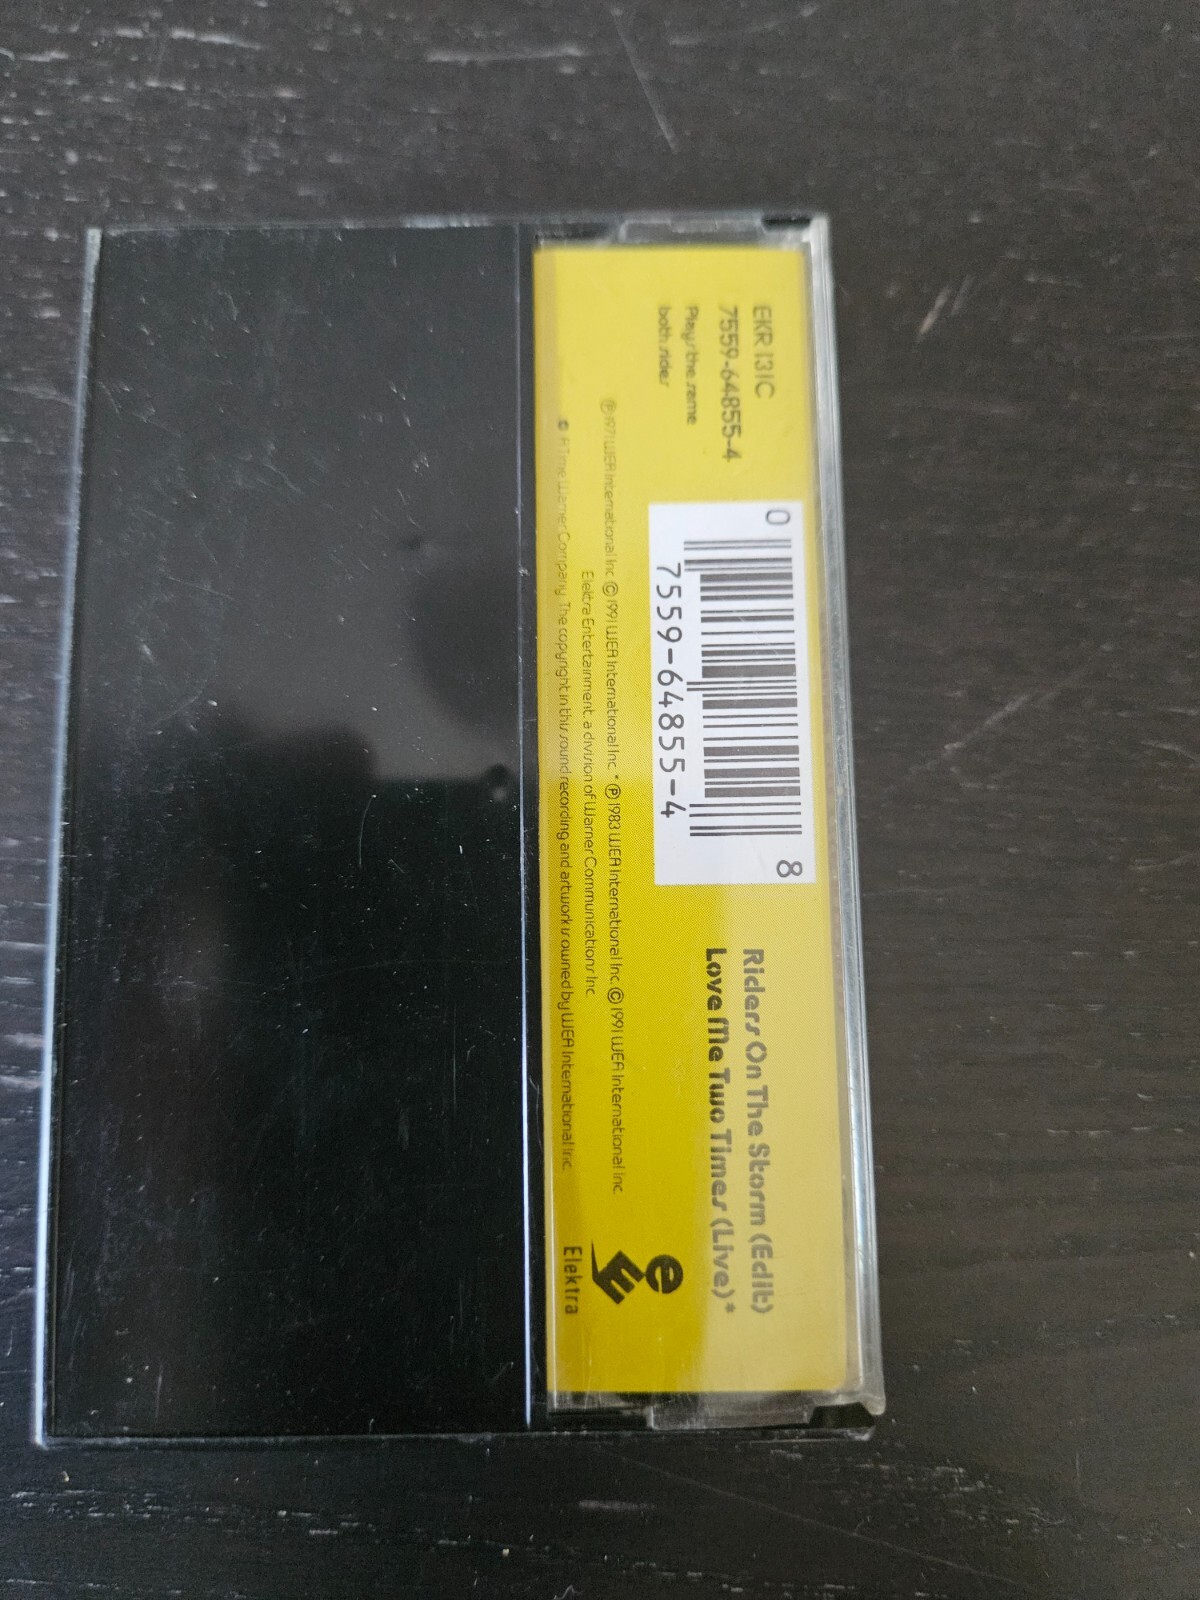 EKR 131C
7559-64855-4
Plays the same
both sides
0
7559-64855-4
8
Riders On The Storm (Edit)
Love Me Two Times (Live)*
Ⓟ 1971 WEA International Inc. © 1991 WEA International Inc. * Ⓟ 1983 WEA International Inc. © 1991 WEA International Inc.
Elektra Entertainment, a division of Warner Communications Inc.
A Time Warner Company. The copyright in this sound recording and artwork is owned by WEA International Inc.
e
Elektra